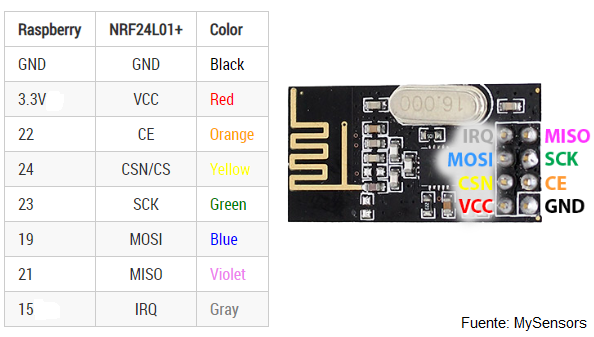 Raspberry NRF24L01+ Color
GND GND Black
3.3V VCC Red
22 CE Orange
24 CSN/CS Yellow
23 SCK Green
19 MOSI Blue
21 MISO Violet
15 IRQ Gray
16.000
IRQ MISO
MOSI SCK
CSN CE
VCC GND
Fuente: MySensors